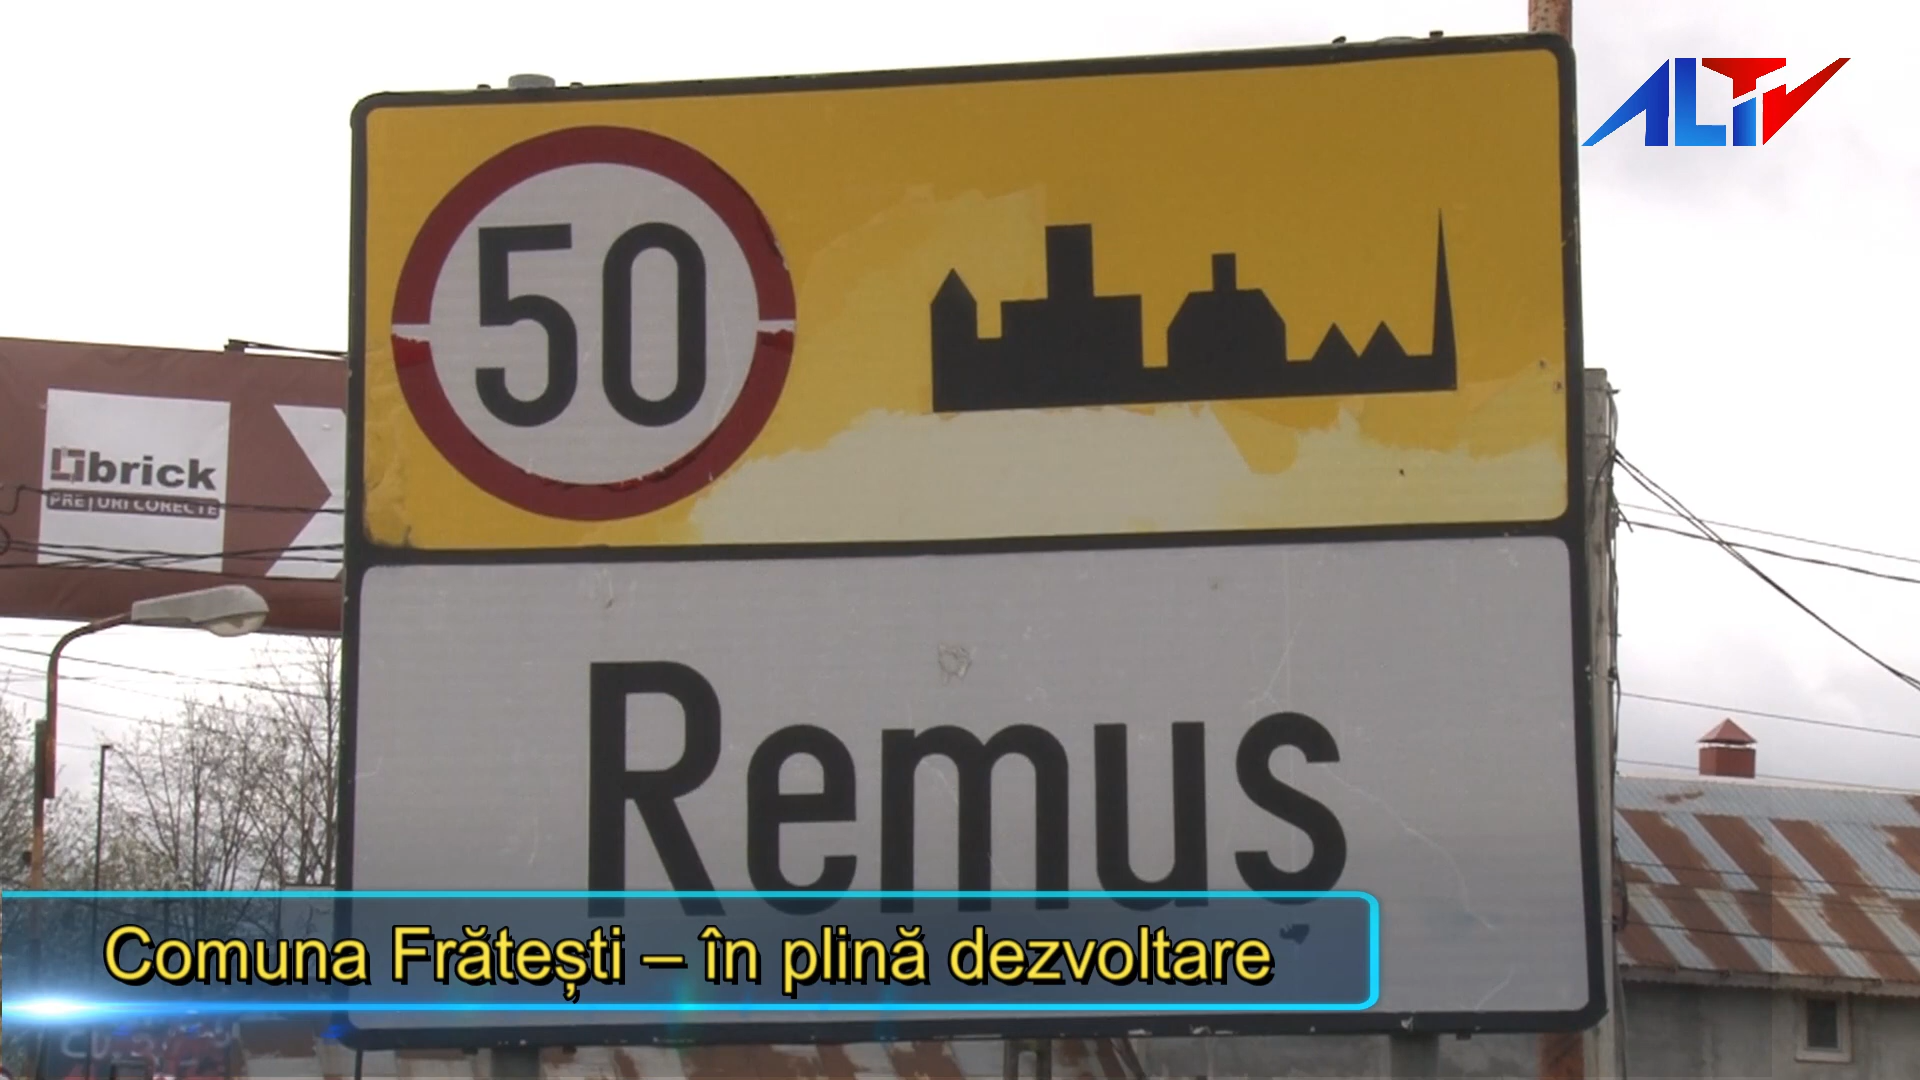 ALTV
50
brick
PREȚURI CORECTE
Remus
Comuna Frătești – în plină dezvoltare